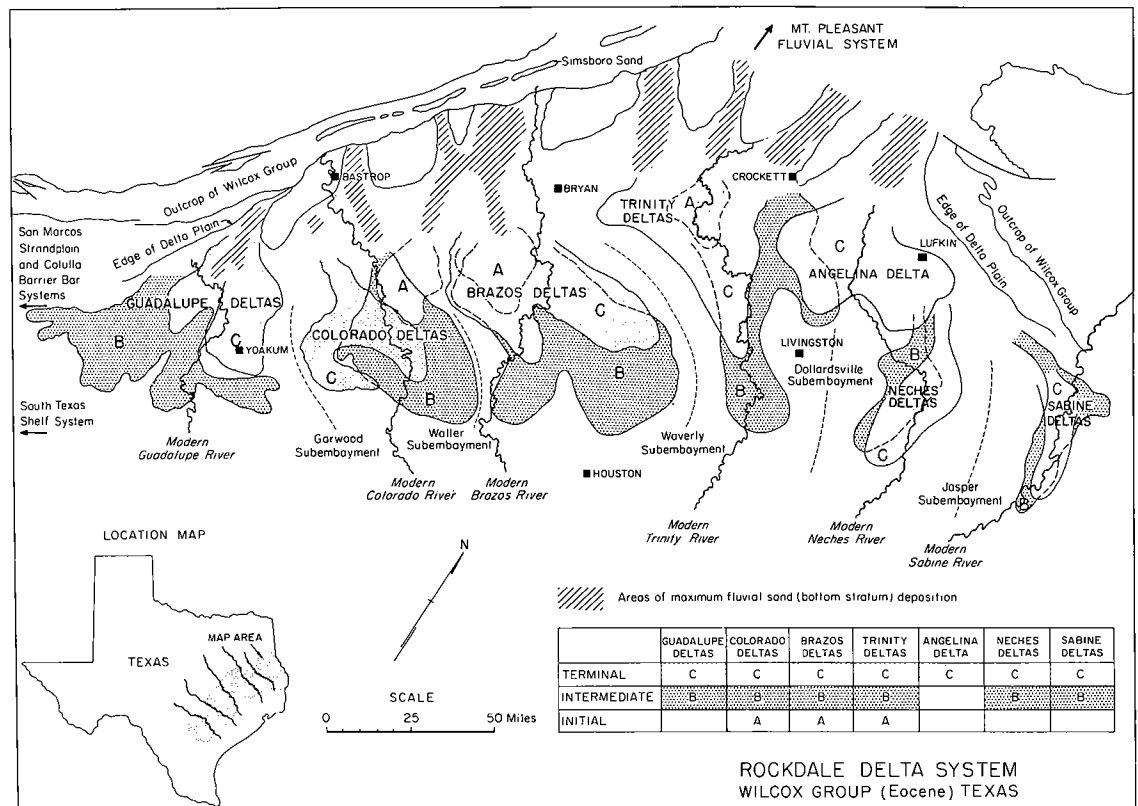 MT. PLEASANT
FLUVIAL SYSTEM
Simsboro Sand
Outcrop of Wilcox Group
BASTROP
BRYAN
CROCKETT
TRINITY
DELTAS
A
San Marcos
Strandplain
and Colulla
Barrier Bar
Systems
Edge of Delta Plain
Edge of Delta Plain
Outcrop of Wilcox Group
C
LUFKIN
ANGELINA DELTA
GUADALUPE DELTAS
A
A
BRAZOS DELTAS
C
C
COLORADO DELTAS
B
C
YOAKUM
C
B
B
B
LIVINGSTON
Dollardsville
Subembayment
B
NECHES
DELTAS
C
C
SABINE
DELTAS
B
South Texas
Shelf System
Modern
Guadalupe River
Garwood
Subembayment
Waller
Subembayment
Waverly
Subembayment
Modern
Colorado River
Modern
Brazos River
HOUSTON
Modern
Trinity River
Modern
Neches River
Jasper
Subembayment
Modern
Sabine River
LOCATION MAP
MAP AREA
TEXAS
N
SCALE
0 25 50 Miles
Areas of maximum fluvial sand (bottom stratum) deposition
GUADALUPE DELTAS COLORADO DELTAS BRAZOS DELTAS TRINITY DELTAS ANGELINA DELTA NECHES DELTAS SABINE DELTAS
TERMINAL C C C C C C C
INTERMEDIATE B B B B B B
INITIAL A A A
ROCKDALE DELTA SYSTEM
WILCOX GROUP (Eocene) TEXAS